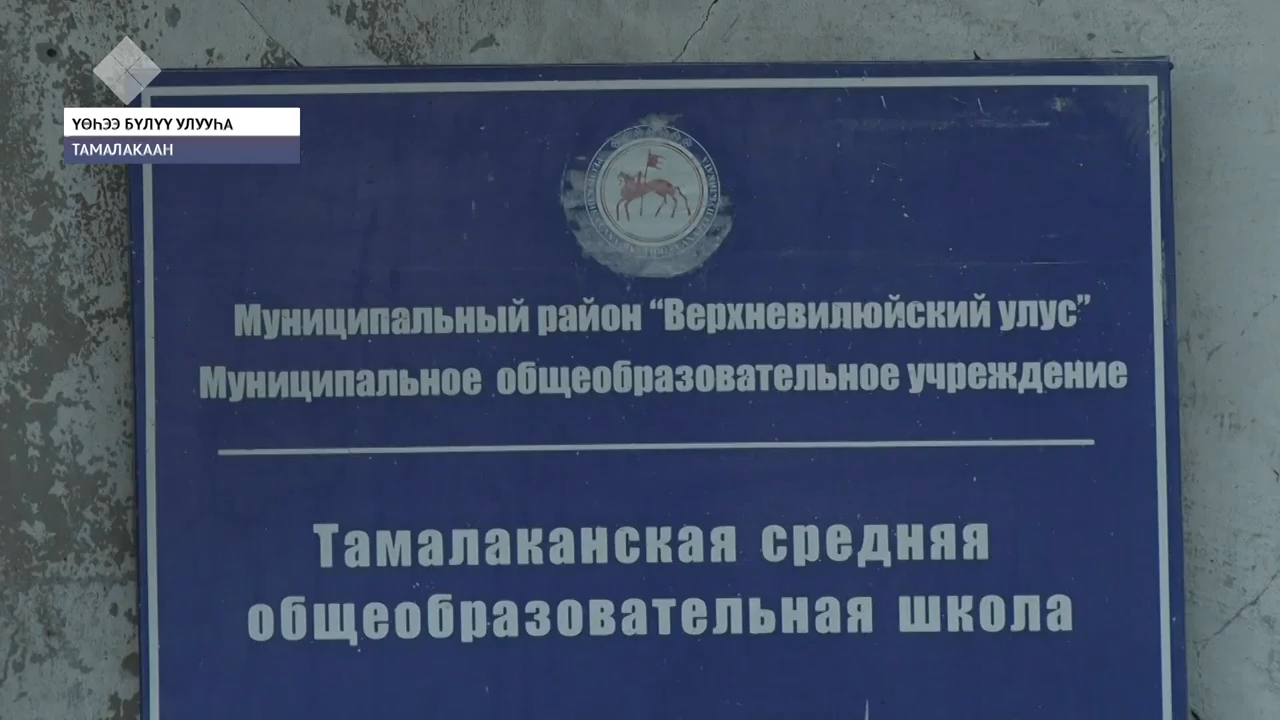 ҮӨҺЭЭ БҮЛҮҮ УЛУУҺА
ТАМАЛАКААН
Муниципальный район “Верхневилюйский улус”
Муниципальное общеобразовательное учреждение
Тамалаканская средняя
общеобразовательная школа